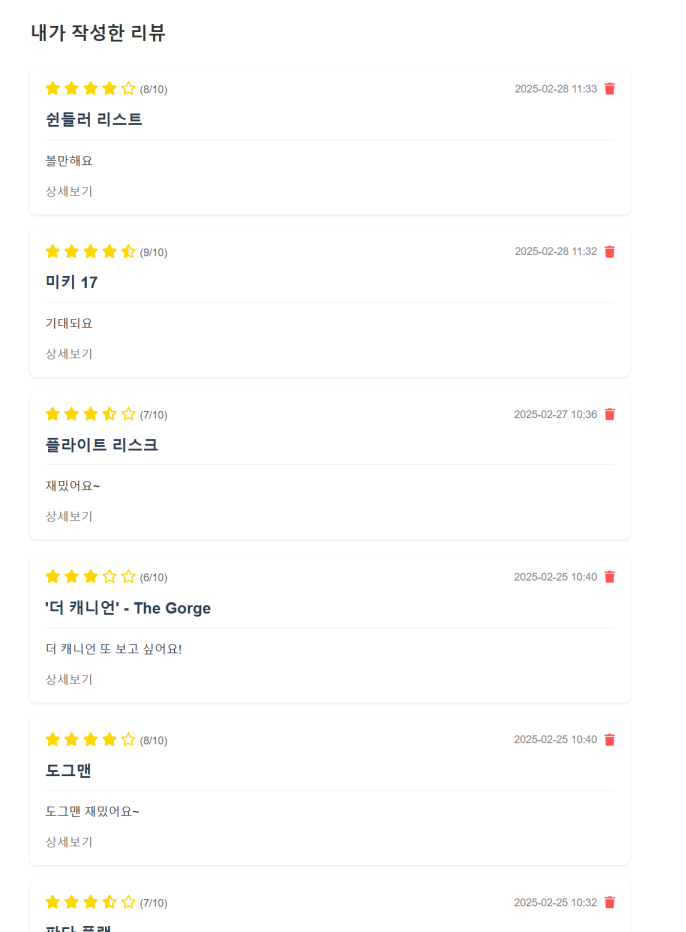 내가 작성한 리뷰
(8/10) 2025-02-28 11:33
쉰들러 리스트
볼만해요
상세보기
(9/10) 2025-02-28 11:32
미키 17
기대되요
상세보기
(7/10) 2025-02-27 10:36
플라이트 리스크
재밌어요~
상세보기
(6/10) 2025-02-25 10:40
'더 캐니언' - The Gorge
더 캐니언 또 보고 싶어요!
상세보기
(8/10) 2025-02-25 10:40
도그맨
도그맨 재밌어요~
상세보기
(7/10) 2025-02-25 10:32